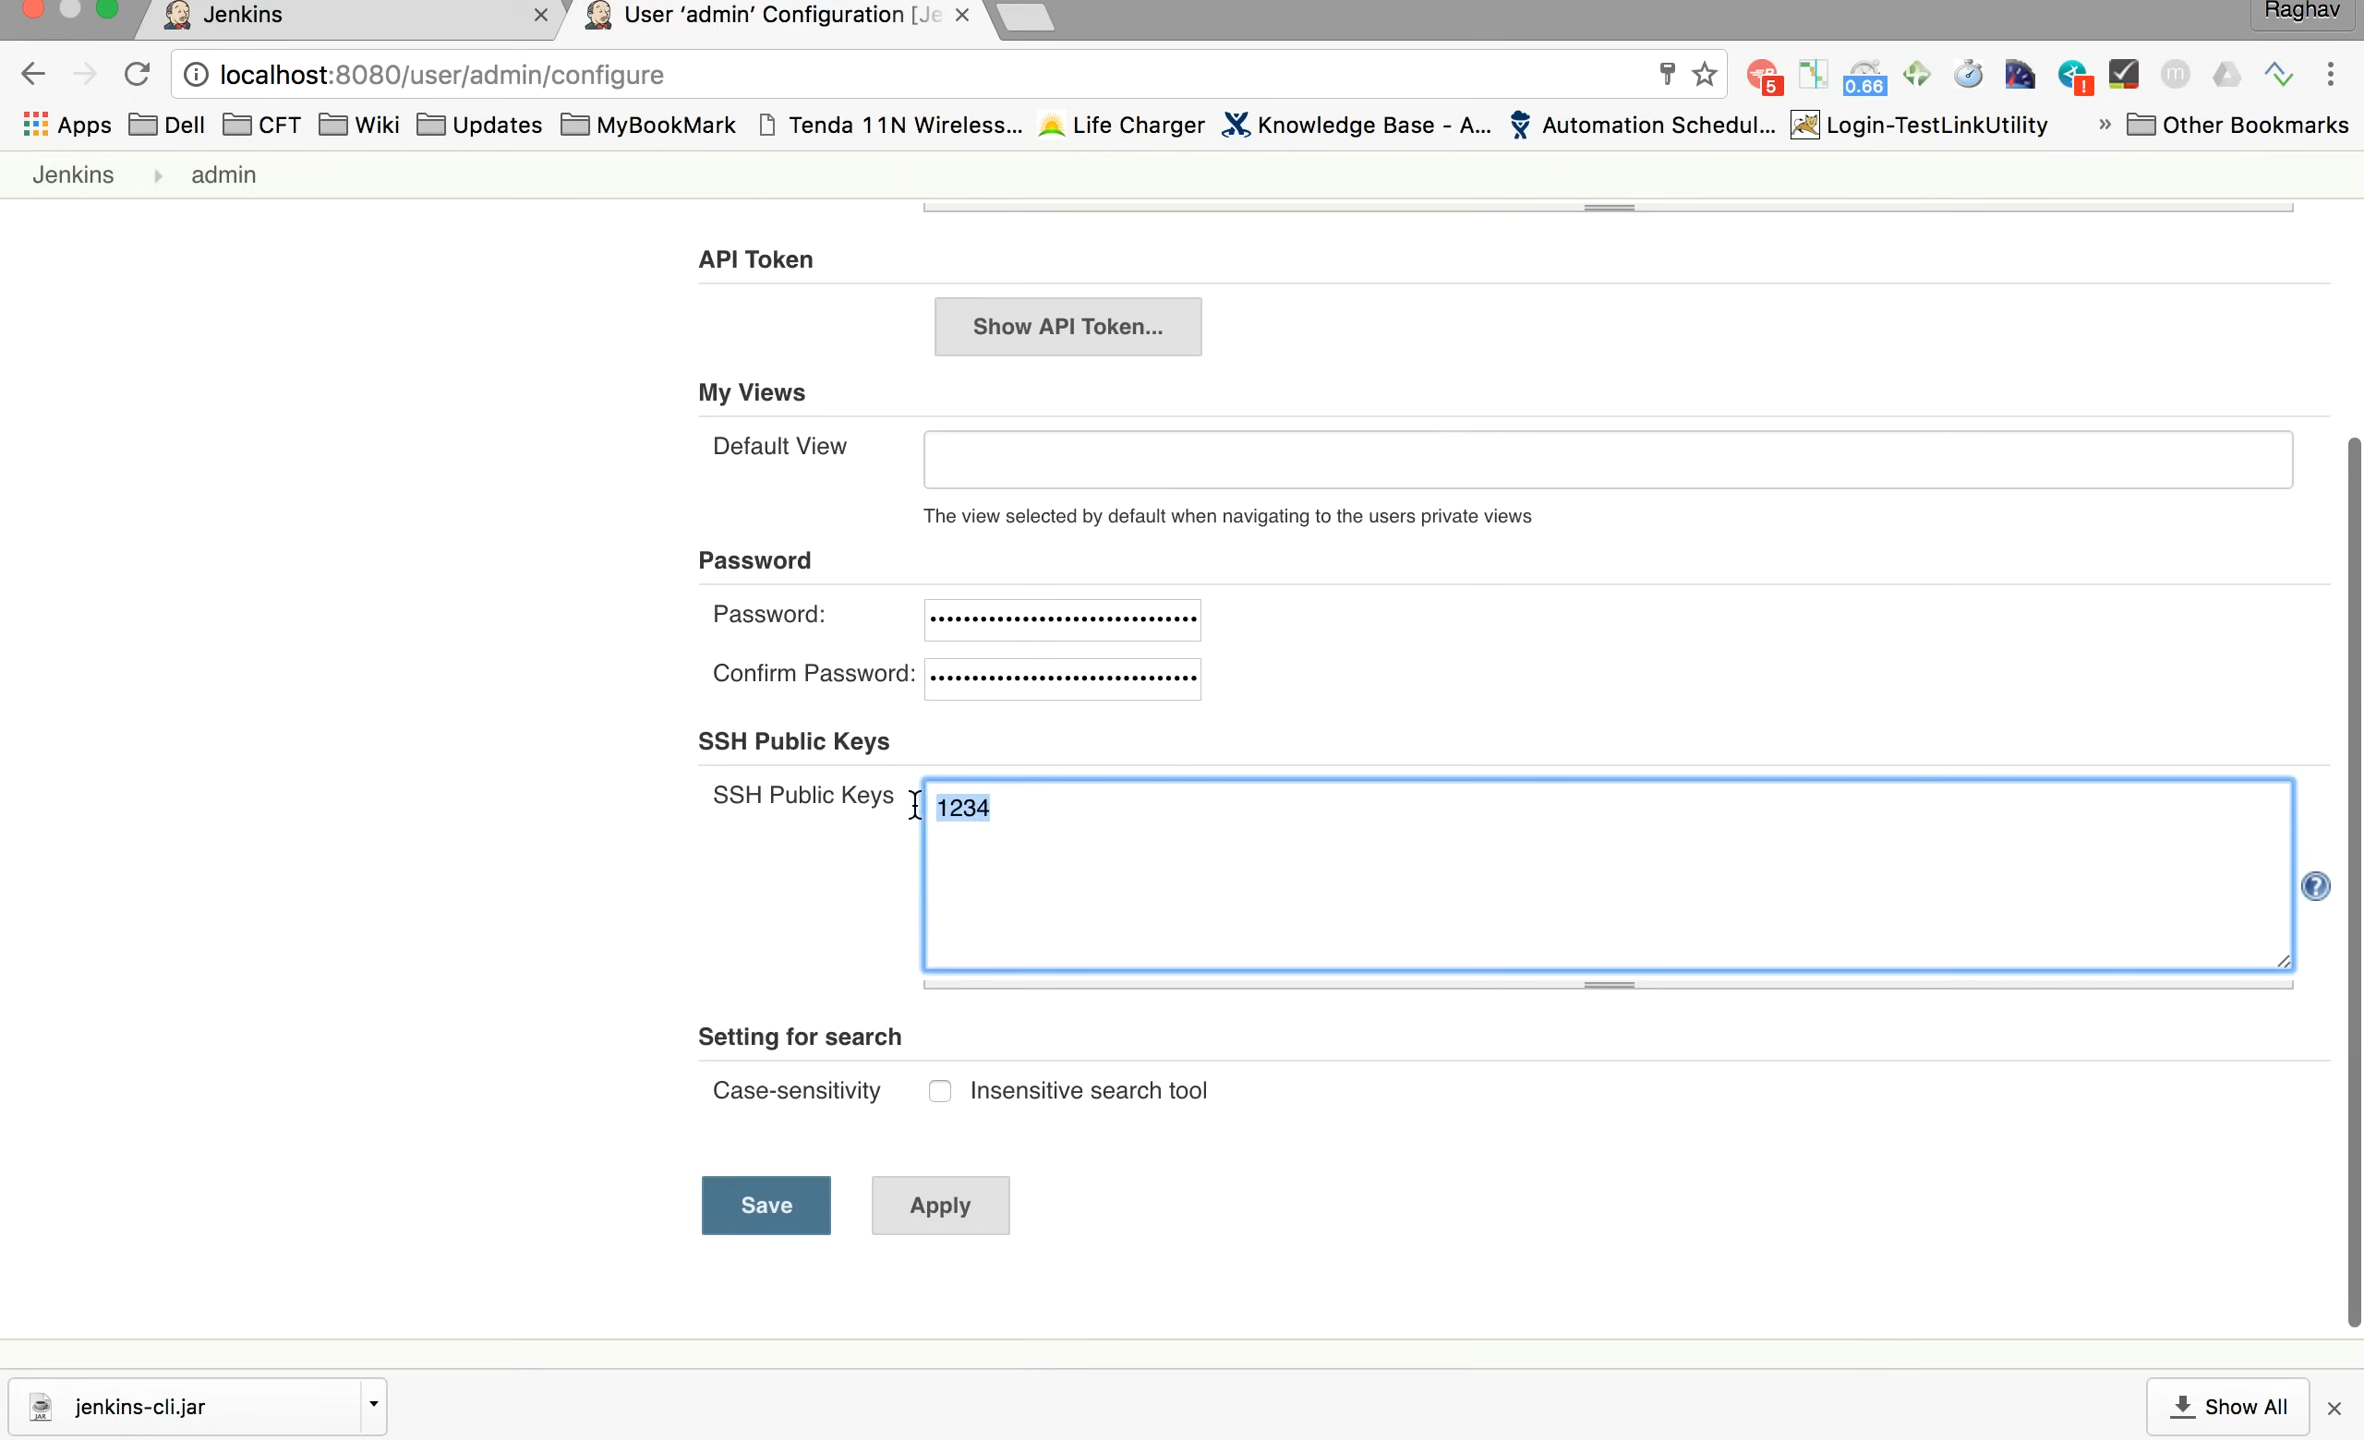 Jenkins
User ‘admin’ Configuration [Je
Raghav
localhost:8080/user/admin/configure
5
0.66
!
m
Apps
Dell
CFT
Wiki
Updates
MyBookMark
Tenda 11N Wireless...
Life Charger
Knowledge Base - A...
Automation Schedul...
Login-TestLinkUtility
»
Other Bookmarks
Jenkins
admin
API Token
Show API Token...
My Views
Default View
The view selected by default when navigating to the users private views
Password
Password:
Confirm Password:
SSH Public Keys
SSH Public Keys
1234
?
Setting for search
Case-sensitivity
Insensitive search tool
Save
Apply
JAR
jenkins-cli.jar
Show All